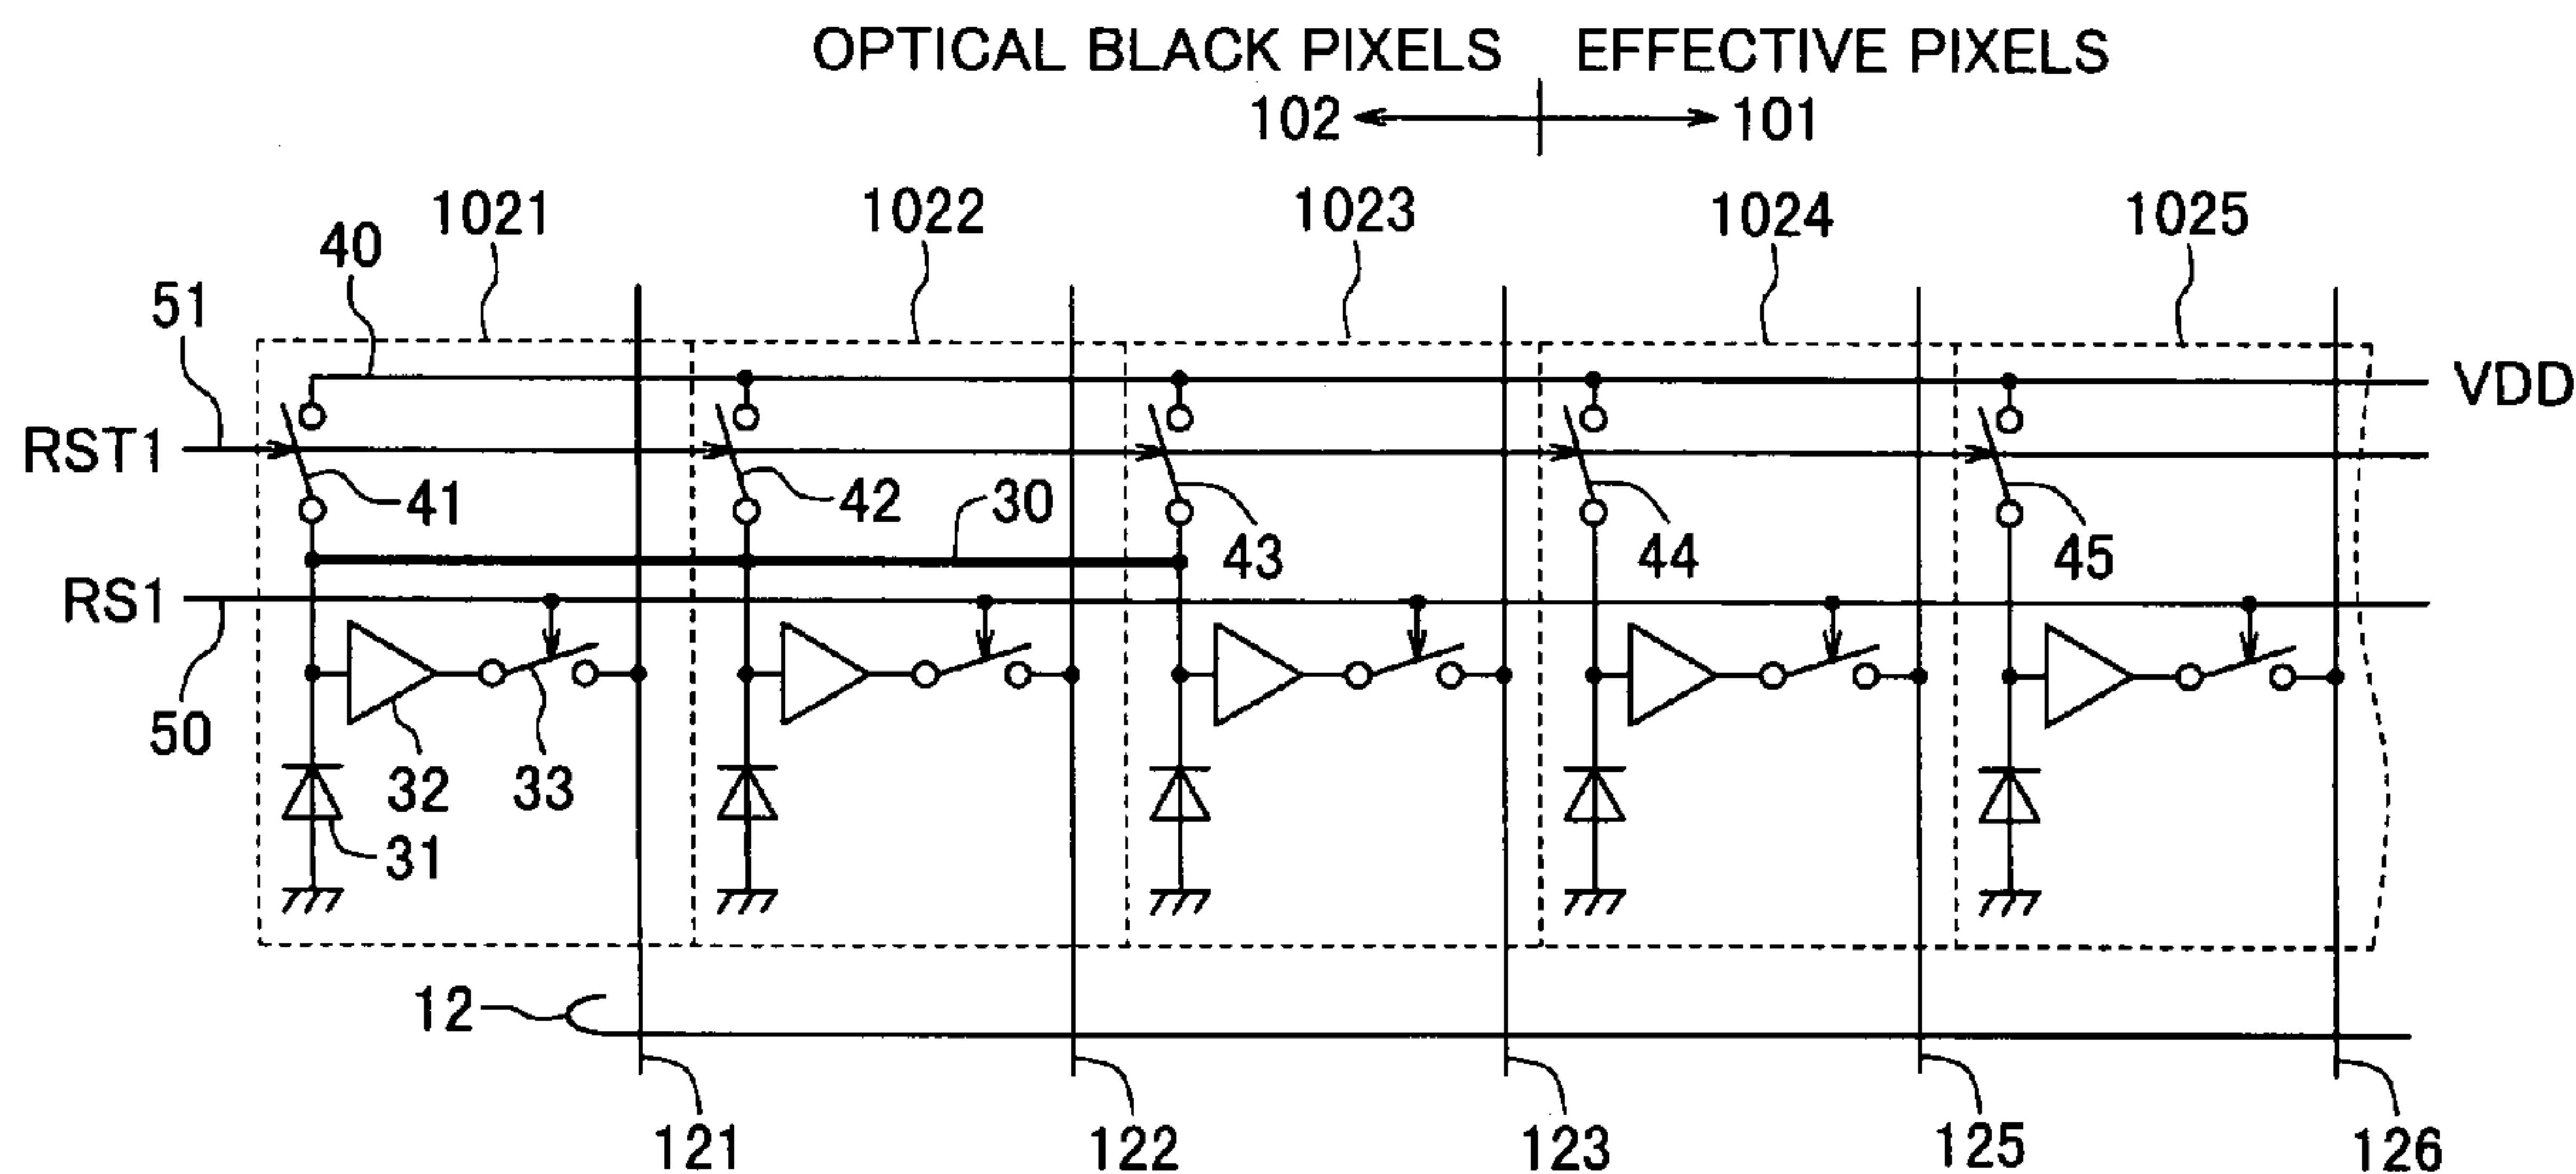 OPTICAL BLACK PIXELS EFFECTIVE PIXELS
102 101
1021 1022 1023 1024 1025
40
51
VDD
RST1
41 42 30 43 44 45
RS1
50 32 33
31
12
121 122 123 125 126